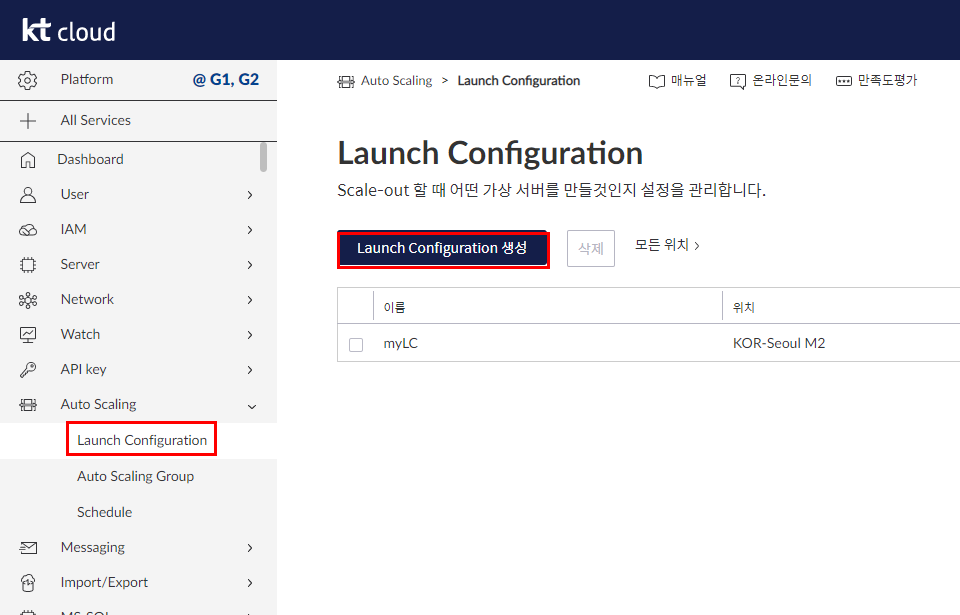 kt cloud
Platform @ G1, G2
All Services
Dashboard
User
IAM
Server
Network
Watch
API key
Auto Scaling
Launch Configuration
Auto Scaling Group
Schedule
Messaging
Import/Export
Auto Scaling > Launch Configuration
매뉴얼
온라인문의
만족도평가
Launch Configuration
Scale-out 할 때 어떤 가상 서버를 만들것인지 설정을 관리합니다.
Launch Configuration 생성
삭제
모든 위치 >
이름 위치
myLC KOR-Seoul M2